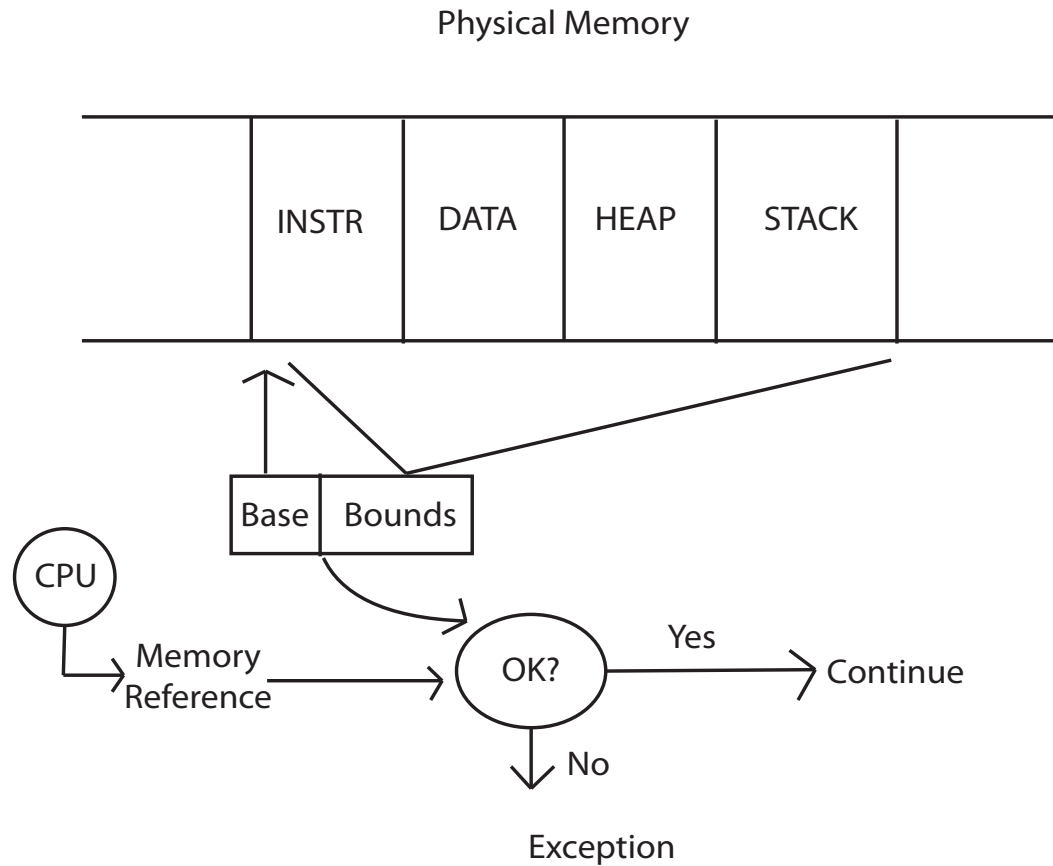 Physical Memory
INSTR
DATA
HEAP
STACK
Base
Bounds
CPU
Memory
Reference
OK?
Yes
Continue
No
Exception